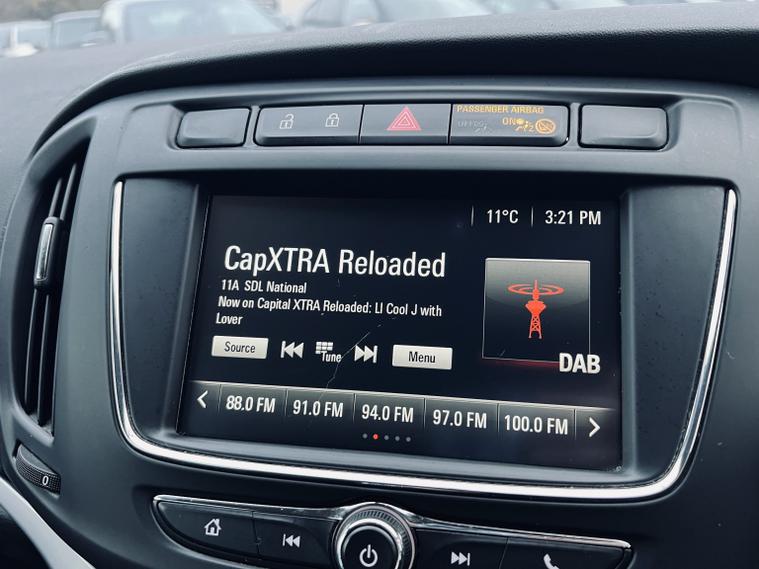 PASSENGER AIRBAG
OFF
ON
2
11°C
3:21 PM
CapXTRA Reloaded
11A SDL National
Now on Capital XTRA Reloaded: Ll Cool J with
Lover
Source
Tune
Menu
DAB
88.0 FM
91.0 FM
94.0 FM
97.0 FM
100.0 FM
0